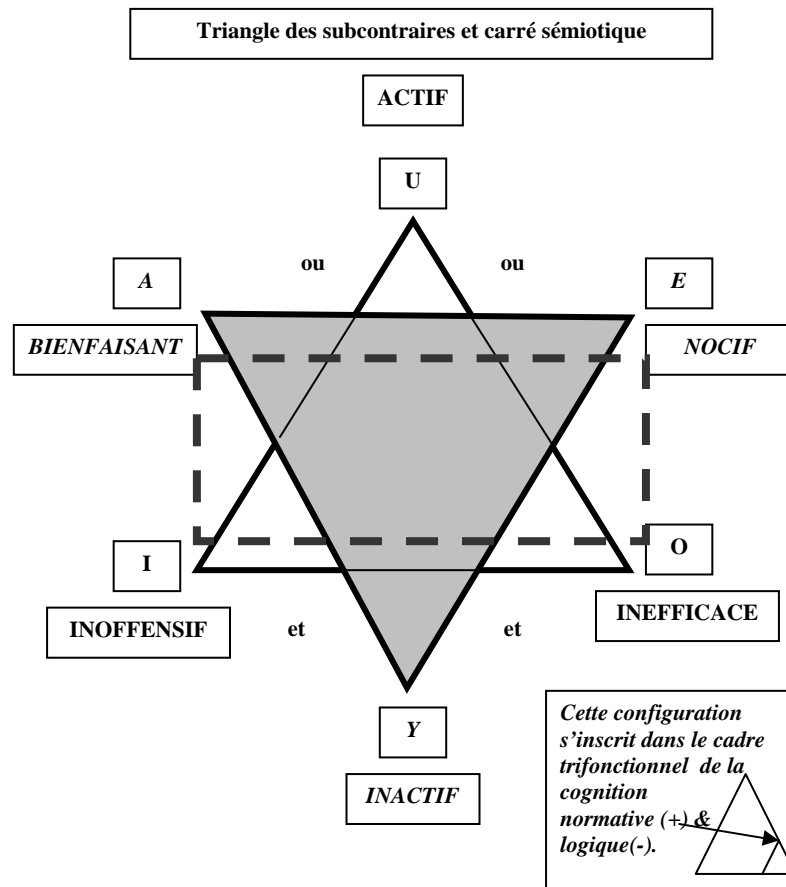 Triangle des subcontraires et carré sémiotique
ACTIF
U
ou ou
A E
BIENFAISANT NOCIF
I O
INOFFENSIF et et INEFFICACE
Y
INACTIF
Cette configuration
s’inscrit dans le cadre
trifonctionnel de la
cognition
normative (+) &
logique(-).